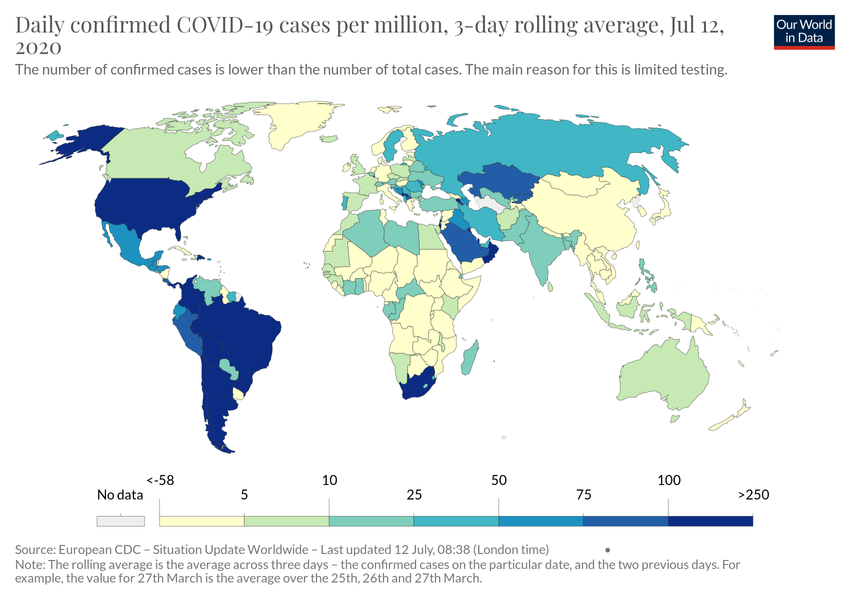 Daily confirmed COVID-19 cases per million, 3-day rolling average, Jul 12,
2020
Our World
in Data
The number of confirmed cases is lower than the number of total cases. The main reason for this is limited testing.
<-58 10 50 100
No data 5 25 75 >250
Source: European CDC – Situation Update Worldwide – Last updated 12 July, 08:38 (London time) •
Note: The rolling average is the average across three days – the confirmed cases on the particular date, and the two previous days. For
example, the value for 27th March is the average over the 25th, 26th and 27th March.